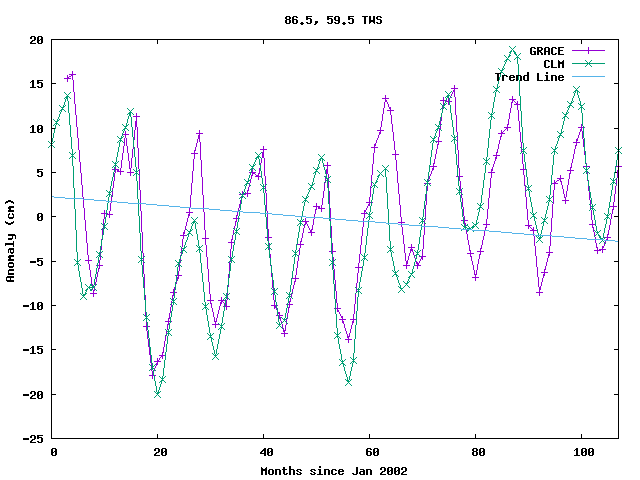 86.5, 59.5 TWS
GRACE
CLM
Trend Line
20
15
10
5
0
-5
-10
-15
-20
-25
Anomaly (cm)
0 20 40 60 80 100
Months since Jan 2002